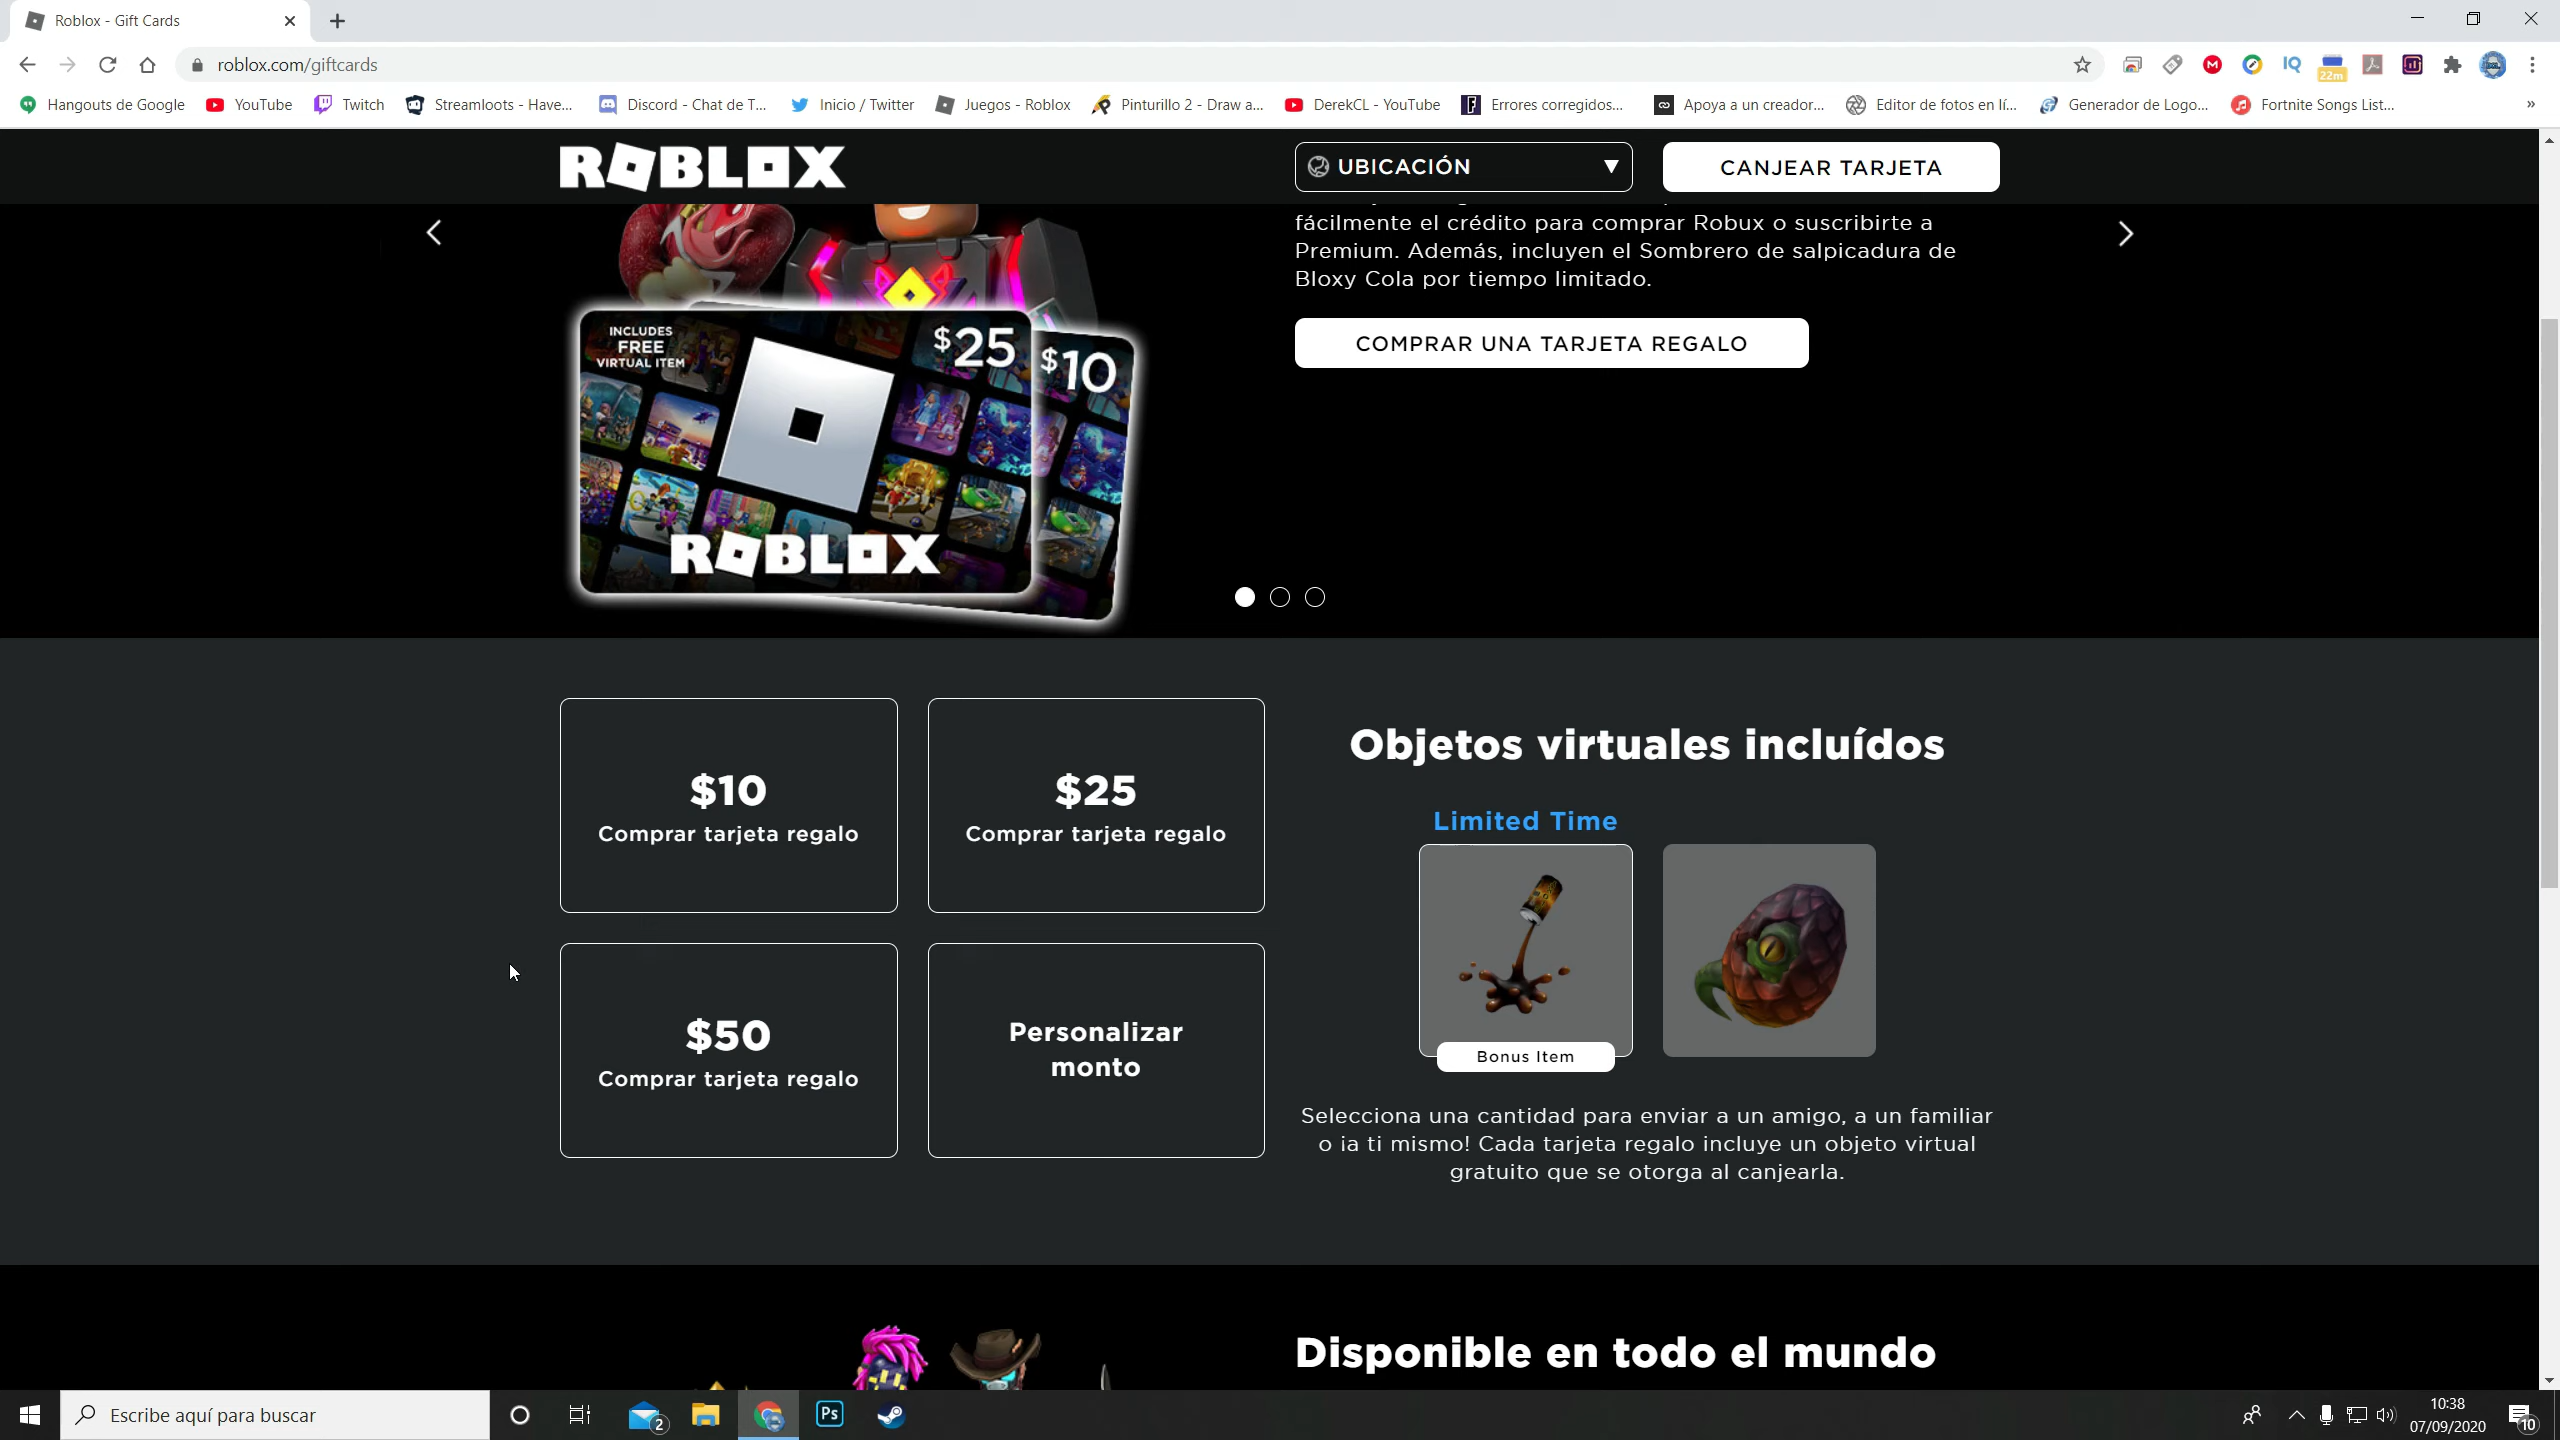 Roblox - Gift Cards
roblox.com/giftcards
22m
Hangouts de Google
YouTube
Twitch
Streamloots - Have...
Discord - Chat de T...
Inicio / Twitter
Juegos - Roblox
Pinturillo 2 - Draw a...
DerekCL - YouTube
Errores corregidos...
Apoya a un creador...
Editor de fotos en lí...
Generador de Logo...
Fortnite Songs List...
»
ROBLOX
UBICACIÓN
CANJEAR TARJETA
fácilmente el crédito para comprar Robux o suscribirte a
Premium. Además, incluyen el Sombrero de salpicadura de
Bloxy Cola por tiempo limitado.
COMPRAR UNA TARJETA REGALO
INCLUDES
FREE
VIRTUAL ITEM
$25
$10
ROBLOX
$10
Comprar tarjeta regalo
$25
Comprar tarjeta regalo
$50
Comprar tarjeta regalo
Personalizar
monto
Objetos virtuales incluídos
Limited Time
Bonus Item
Selecciona una cantidad para enviar a un amigo, a un familiar
o ¡a ti mismo! Cada tarjeta regalo incluye un objeto virtual
gratuito que se otorga al canjearla.
Disponible en todo el mundo
Escribe aquí para buscar
2
Ps
10:38
07/09/2020
10